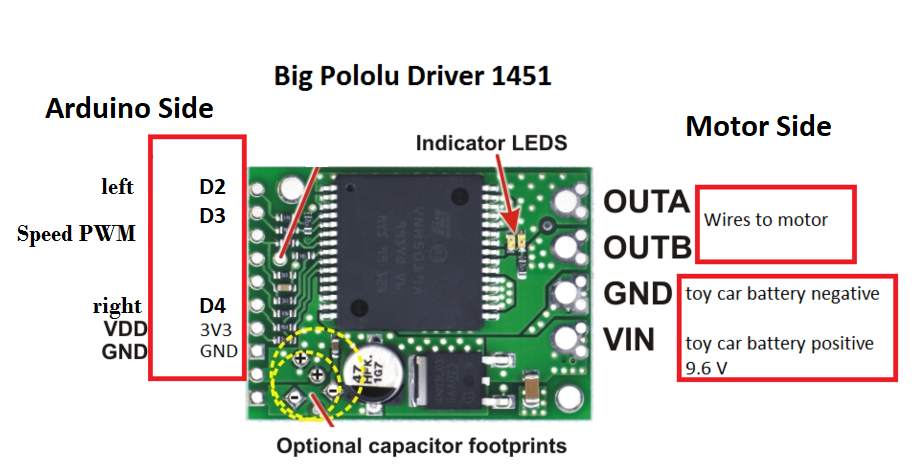 Big Pololu Driver 1451
Arduino Side
Motor Side
Indicator LEDS
left D2
D3
Speed PWM
right D4
VDD 3V3
GND GND
OUTA
OUTB
Wires to motor
GND toy car battery negative
VIN toy car battery positive
9.6 V
47
HFK.
1G7
Optional capacitor footprints